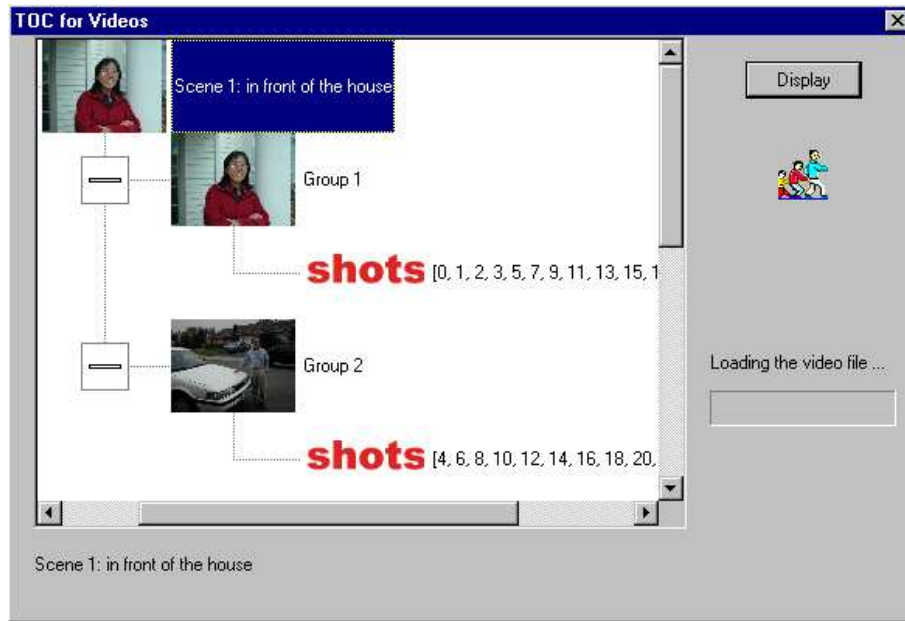 TOC for Videos
Scene 1: in front of the house
Display
Group 1
shots [0, 1, 2, 3, 5, 7, 9, 11, 13, 15, 1
Group 2
Loading the video file ...
shots [4, 6, 8, 10, 12, 14, 16, 18, 20,
Scene 1: in front of the house